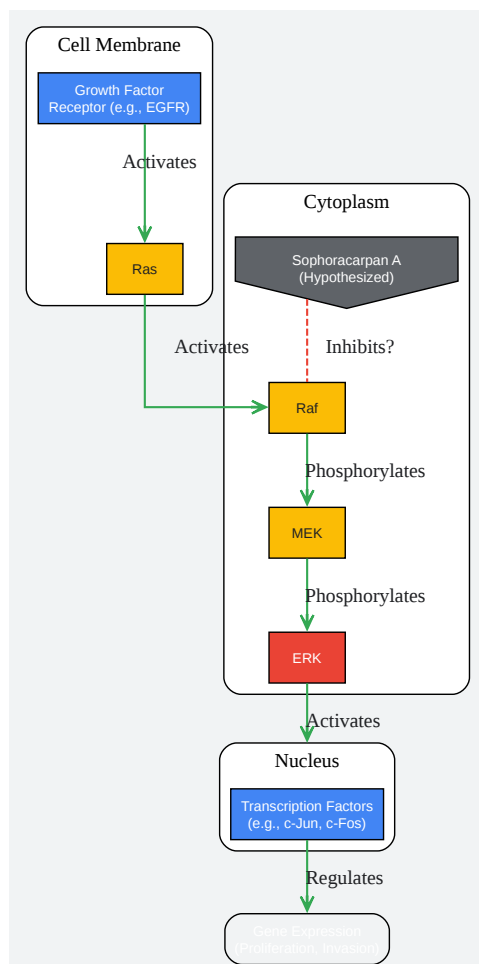 Cell Membrane
Growth Factor
Receptor (e.g., EGFR)
Activates
Ras
Cytoplasm
Sophoracarpan A
(Hypothesized)
Activates
Inhibits?
Raf
Phosphorylates
MEK
Phosphorylates
ERK
Activates
Nucleus
Transcription Factors
(e.g., c-Jun, c-Fos)
Regulates
Gene Expression
(Proliferation, Invasion)